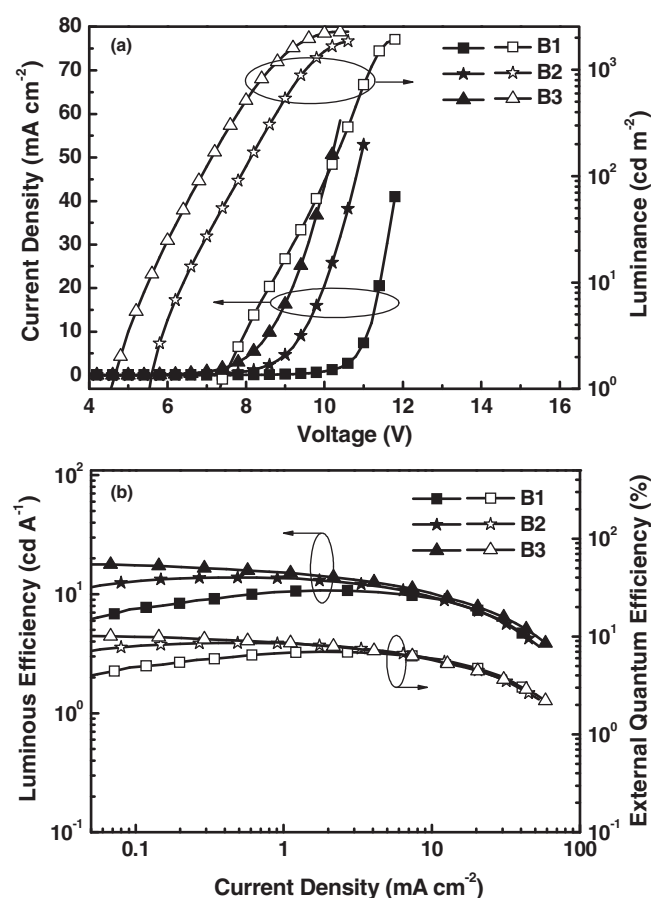 (a)
80
70
60
50
40
30
20
10
0
Current Density (mA cm⁻²)
B1
B2
B3
10³
10²
10¹
10⁰
Luminance (cd m⁻²)
4 6 8 10 12 14 16
Voltage (V)
(b)
10²
10¹
10⁰
10⁻¹
Luminous Efficiency (cd A⁻¹)
B1
B2
B3
10²
10¹
10⁰
10⁻¹
External Quantum Efficiency (%)
0.1 1 10 100
Current Density (mA cm⁻²)